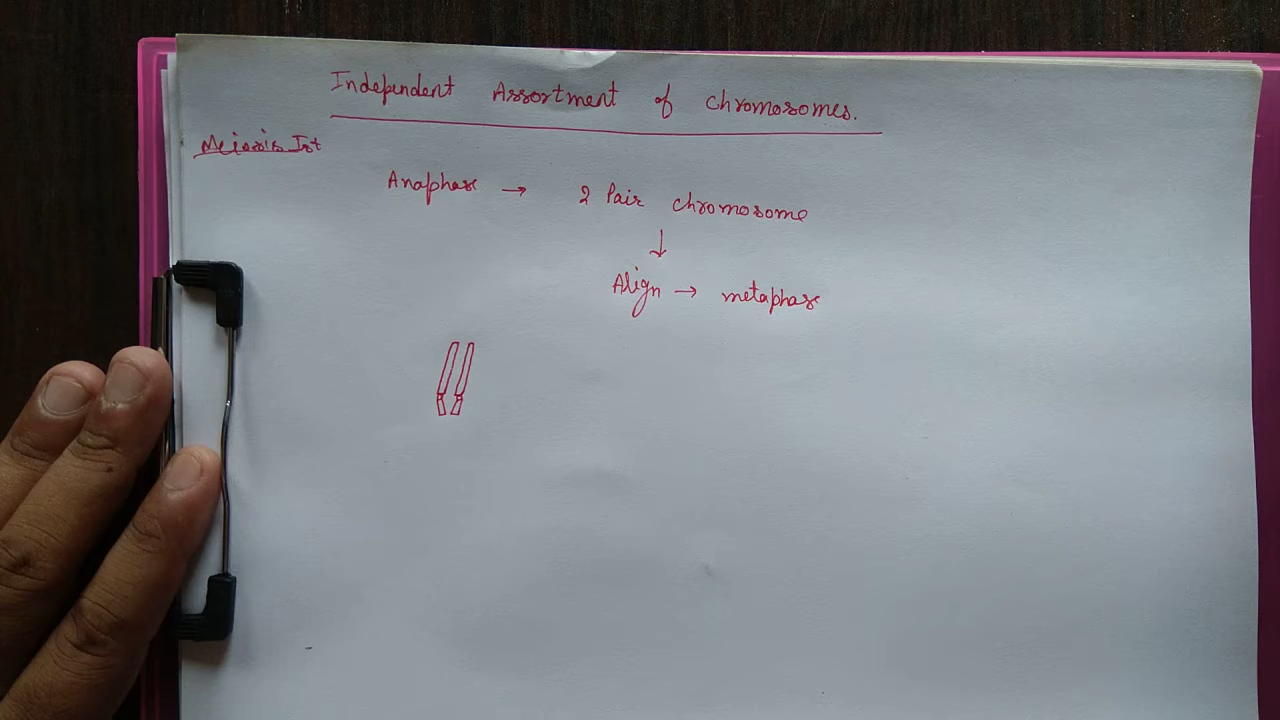 Independent Assortment of chromosomes.
Meiosis Ist
Anaphase → 2 Pair chromosome
↓
Align → metaphase